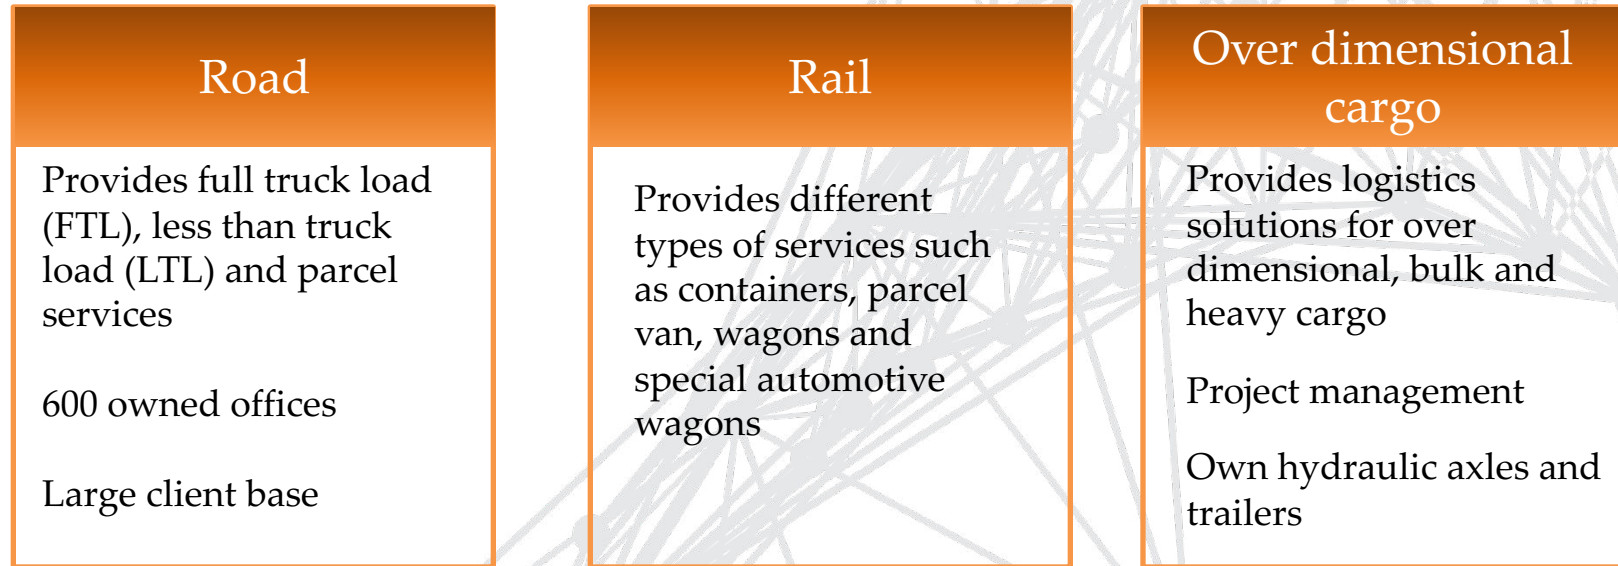 Road
Provides full truck load
(FTL), less than truck
load (LTL) and parcel
services
600 owned offices
Large client base
Rail
Provides different
types of services such
as containers, parcel
van, wagons and
special automotive
wagons
Over dimensional
cargo
Provides logistics
solutions for over
dimensional, bulk and
heavy cargo
Project management
Own hydraulic axles and
trailers